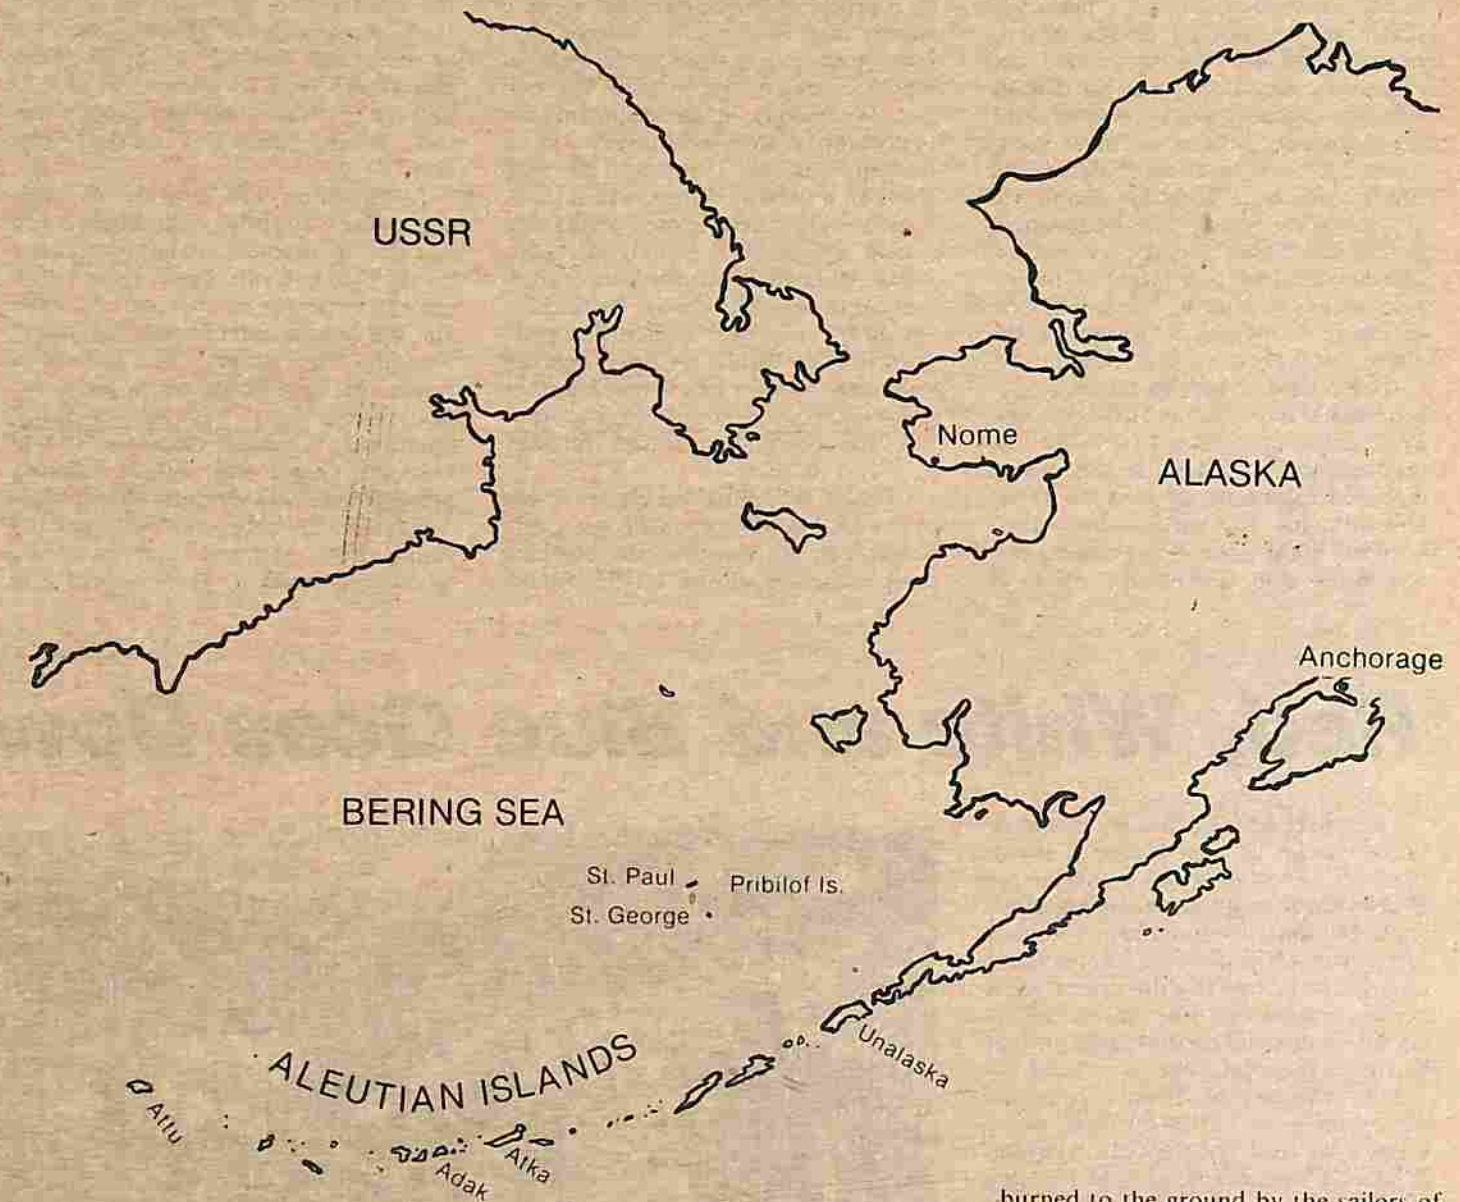 USSR
Nome
ALASKA
Anchorage
BERING SEA
St. Paul
Pribilof Is.
St. George
Unalaska
ALEUTIAN ISLANDS
Attu
Adak
Atka
burned to the ground by the sailors of